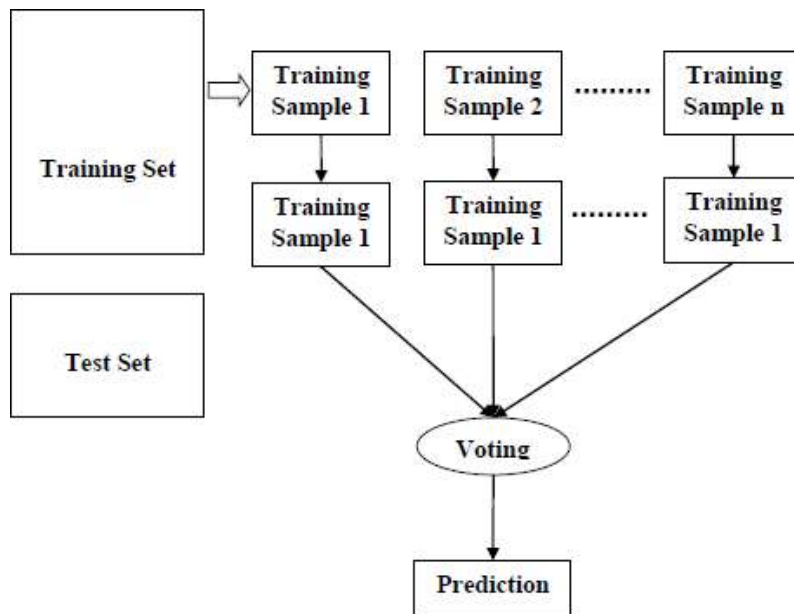 Training Set
Training
Sample 1
Training
Sample 2
Training
Sample n
Training
Sample 1
Training
Sample 1
Training
Sample 1
Test Set
Voting
Prediction